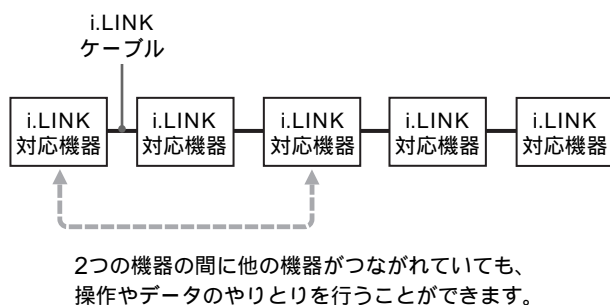 i.LINK
ケーブル
i.LINK
対応機器
i.LINK
対応機器
i.LINK
対応機器
i.LINK
対応機器
i.LINK
対応機器
2つの機器の間に他の機器がつながれていても、
操作やデータのやりとりを行うことができます。